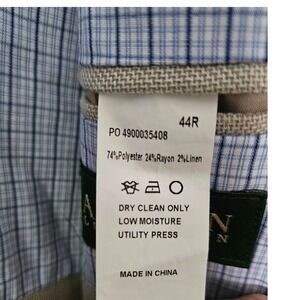 44R
PO 4900035408
74%Polyester 24%Rayon 2%Linen
DRY CLEAN ONLY
LOW MOISTURE
UTILITY PRESS
MADE IN CHINA